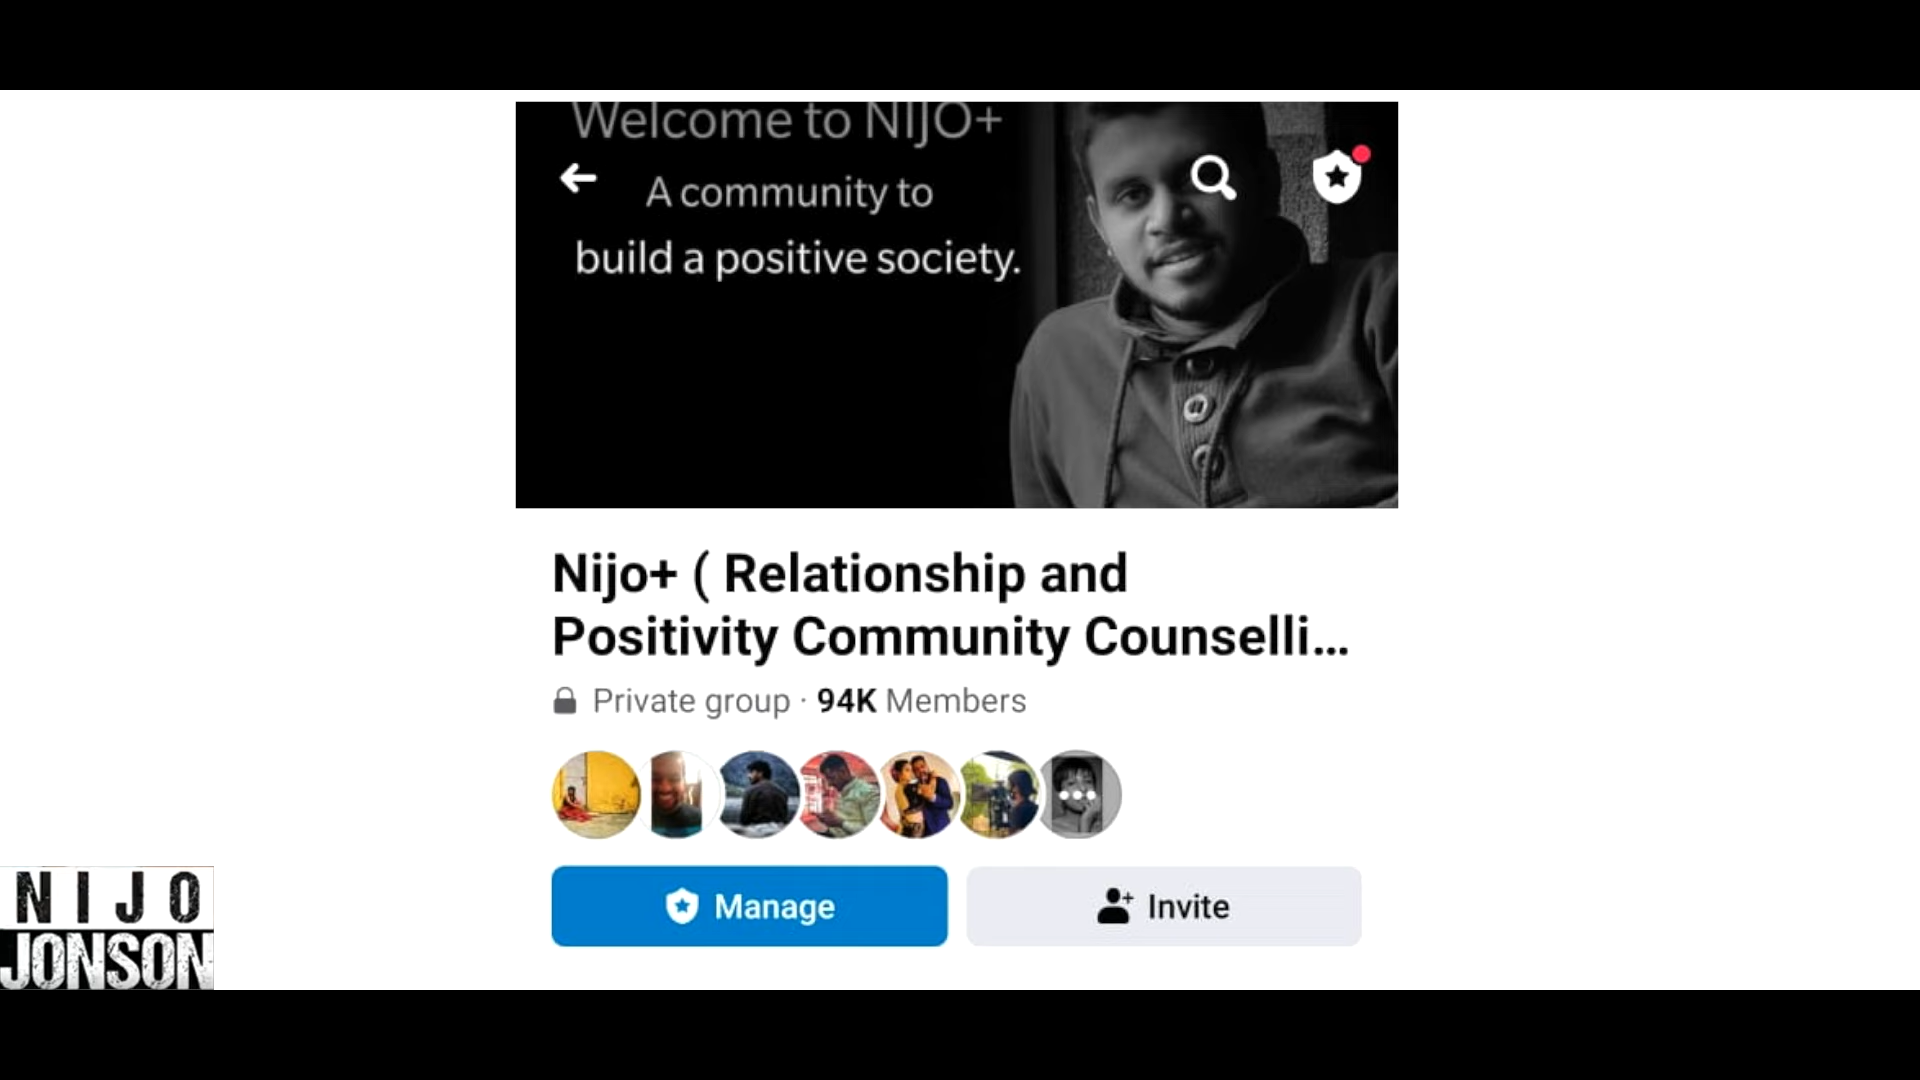 Welcome to NIJO+
A community to
build a positive society.
Nijo+ ( Relationship and
Positivity Community Counselli...
Private group · 94K Members
Manage
Invite
NIJO
JONSON